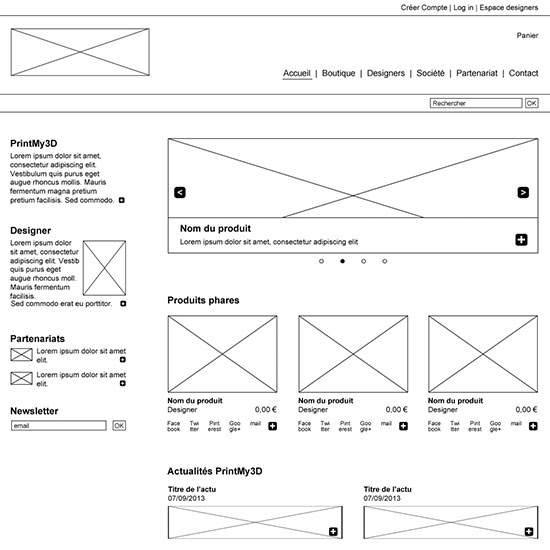 Créer Compte | Log in | Espace designers
Panier
Accueil | Boutique | Designers | Société | Partenariat | Contact
Rechercher OK
PrintMy3D
Lorem ipsum dolor sit amet,
consectetur adipiscing elit.
Vestibulum quis purus eget
augue rhoncus mollis. Mauris
fermentum magna pretium
pretium facilisis. Sed commodo.
Designer
Lorem ipsum dolor
sit amet, consectetur
adipiscing elit. Vestib
quis purus eget
augue rhoncus moll.
Mauris fermentum
facilisis.
Sed commodo erat eu porttitor.
Partenariats
Lorem ipsum dolor sit amet
elit.
Lorem ipsum dolor sit amet
elit.
Newsletter
email OK
Nom du produit
Lorem ipsum dolor sit amet, consectetur adipiscing elit
Produits phares
Nom du produit
Designer 0,00 €
Face Twi Pint Goo mail
book tter erest gle+
Nom du produit
Designer 0,00 €
Face Twi Pint Goo mail
book tter erest gle+
Nom du produit
Designer 0,00 €
Face Twi Pint Goo mail
book tter erest gle+
Actualités PrintMy3D
Titre de l'actu
07/09/2013
Titre de l'actu
07/09/2013